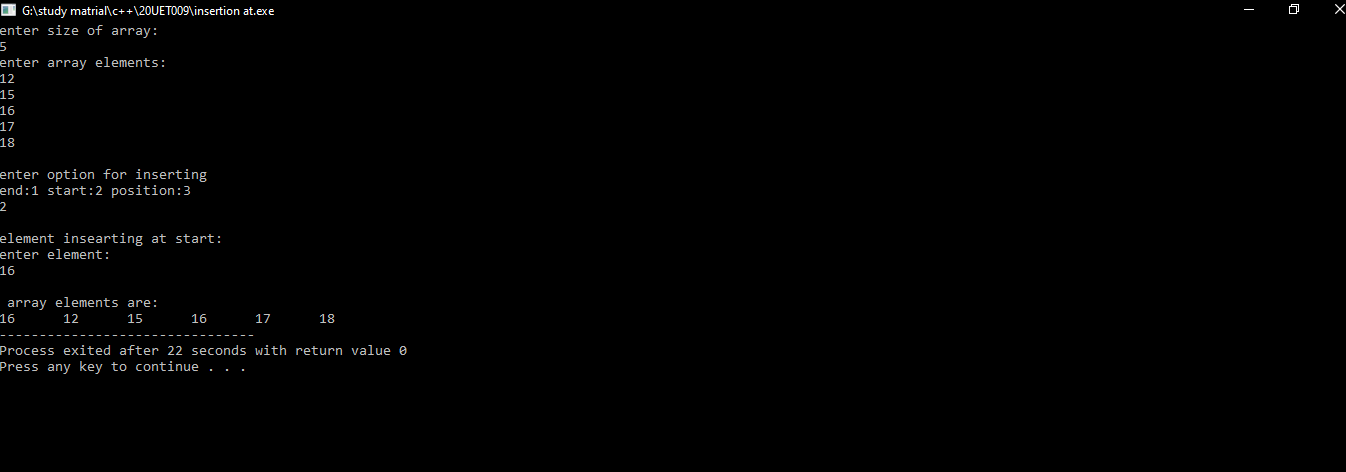 G:\study matrial\c++\20UET009\insertion at.exe
enter size of array:
5
enter array elements:
12
15
16
17
18
enter option for inserting
end:1 start:2 position:3
2
element insearting at start:
enter element:
16
array elements are:
16 12 15 16 17 18
--------------------------------
Process exited after 22 seconds with return value 0
Press any key to continue . . .